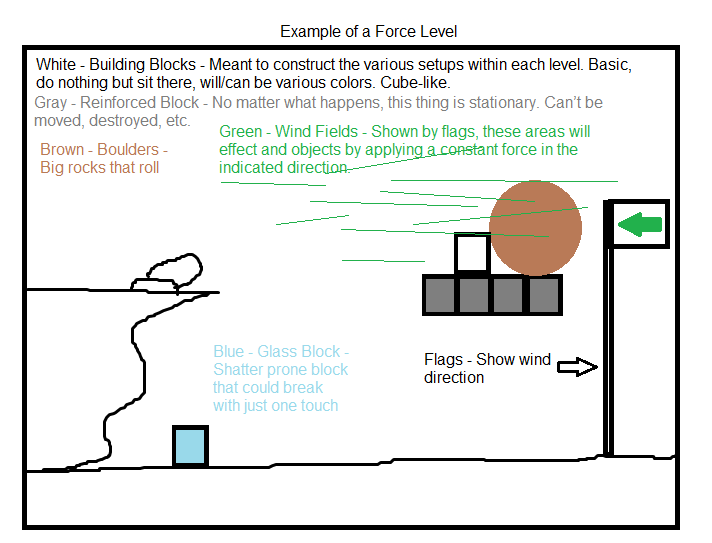 Example of a Force Level
White - Building Blocks - Meant to construct the various setups within each level. Basic,
do nothing but sit there, will/can be various colors. Cube-like.
Gray - Reinforced Block - No matter what happens, this thing is stationary. Can't be
moved, destroyed, etc.
Green - Wind Fields - Shown by flags, these areas will
effect and objects by applying a constant force in the
indicated direction.
Brown - Boulders -
Big rocks that roll
Blue - Glass Block -
Shatter prone block
that could break
with just one touch
Flags - Show wind
direction